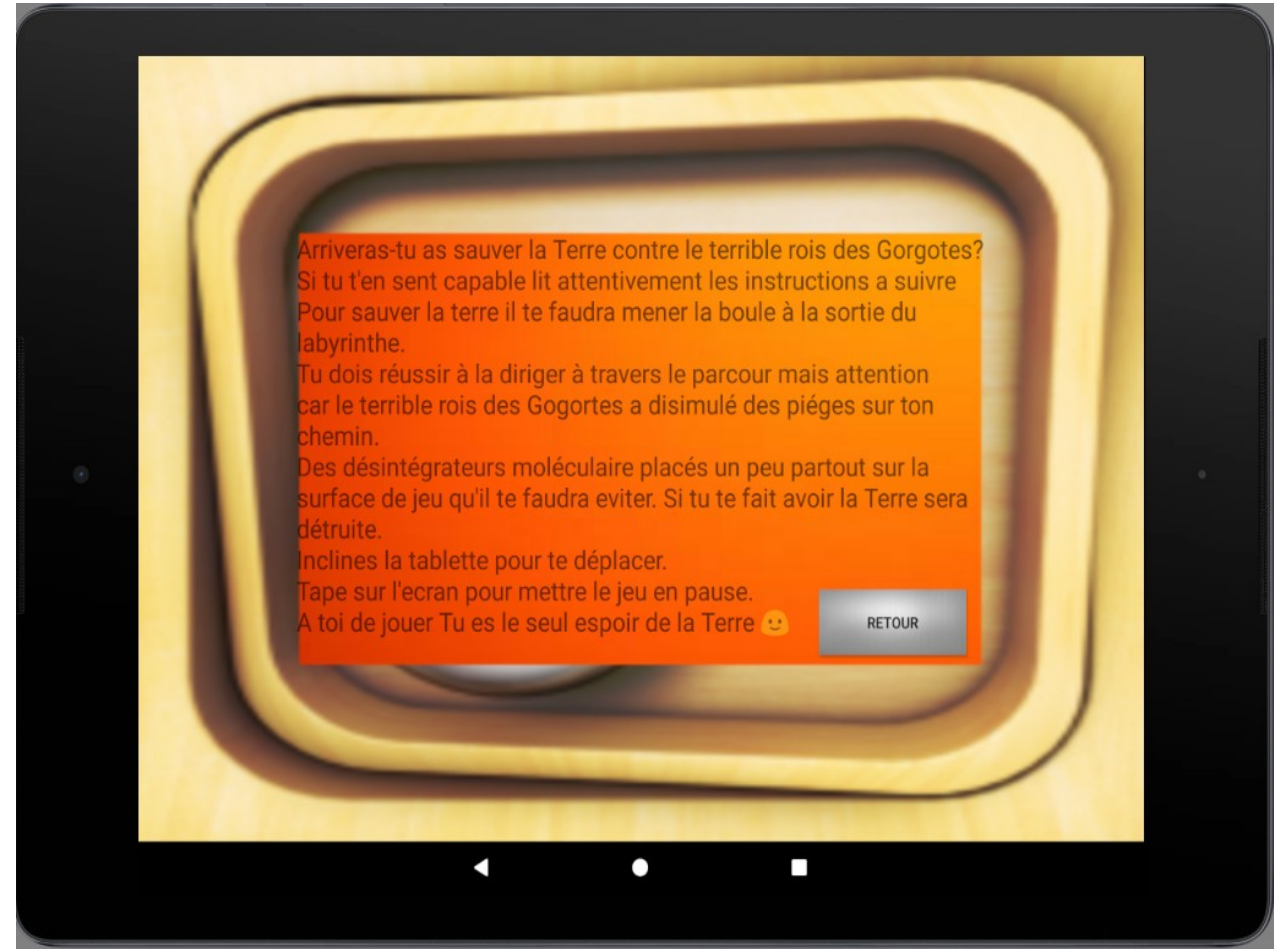 Arriveras-tu as sauver la Terre contre le terrible rois des Gorgotes?
Si tu t'en sent capable lit attentivement les instructions a suivre
Pour sauver la terre il te faudra mener la boule à la sortie du
labyrinthe.
Tu dois réussir à la diriger à travers le parcour mais attention
car le terrible rois des Gogortes a disimulé des piéges sur ton
chemin.
Des désintégrateurs moléculaire placés un peu partout sur la
surface de jeu qu'il te faudra eviter. Si tu te fait avoir la Terre sera
détruite.
Inclines la tablette pour te déplacer.
Tape sur l'ecran pour mettre le jeu en pause.
A toi de jouer Tu es le seul espoir de la Terre 🙂
RETOUR